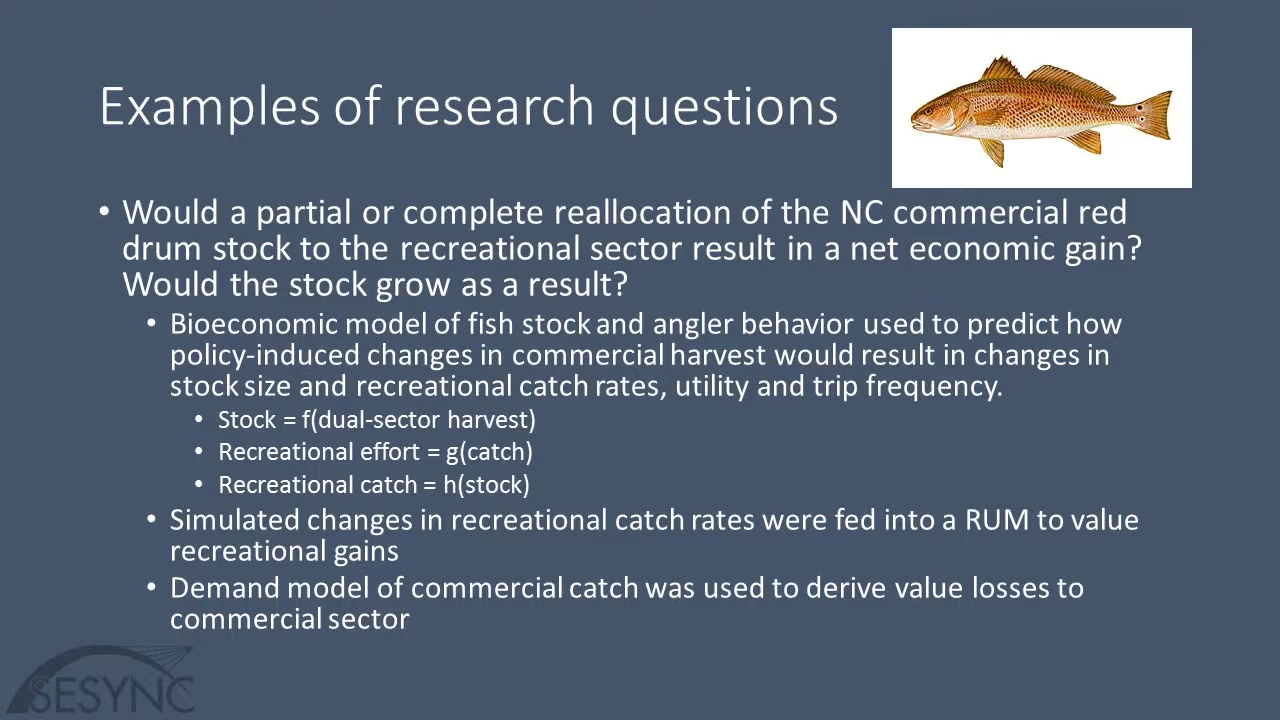 Examples of research questions
• Would a partial or complete reallocation of the NC commercial red
drum stock to the recreational sector result in a net economic gain?
Would the stock grow as a result?
• Bioeconomic model of fish stock and angler behavior used to predict how
policy-induced changes in commercial harvest would result in changes in
stock size and recreational catch rates, utility and trip frequency.
• Stock = f(dual-sector harvest)
• Recreational effort = g(catch)
• Recreational catch = h(stock)
• Simulated changes in recreational catch rates were fed into a RUM to value
recreational gains
• Demand model of commercial catch was used to derive value losses to
commercial sector
SESYNC